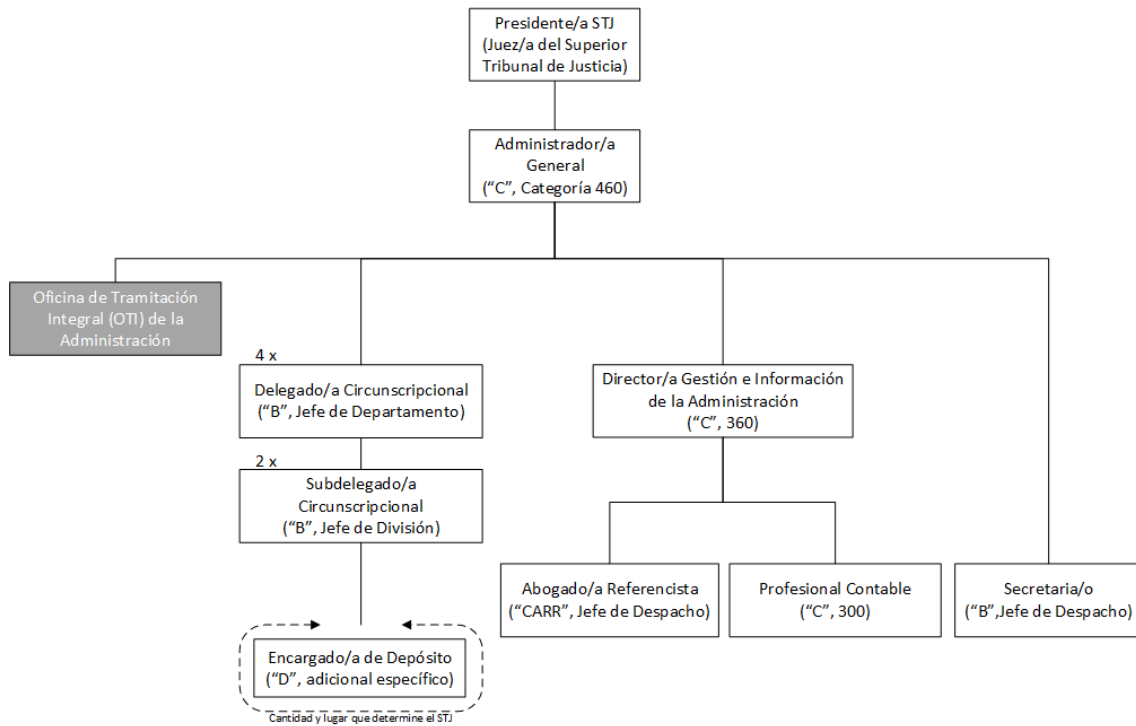 Presidente/a STJ
(Juez/a del Superior
Tribunal de Justicia)
Administrador/a
General
(“C”, Categoría 460)
Oficina de Tramitación
Integral (OTI) de la
Administración
4 x
Delegado/a Circunscripcional
(“B”, Jefe de Departamento)
2 x
Subdelegado/a
Circunscripcional
(“B”, Jefe de División)
Encargado/a de Depósito
(“D”, adicional específico)
Cantidad y lugar que determine el STJ
Director/a Gestión e Información
de la Administración
(“C”, 360)
Abogado/a Referencista
(“CARR”, Jefe de Despacho)
Profesional Contable
(“C”, 300)
Secretaria/o
(“B”,Jefe de Despacho)